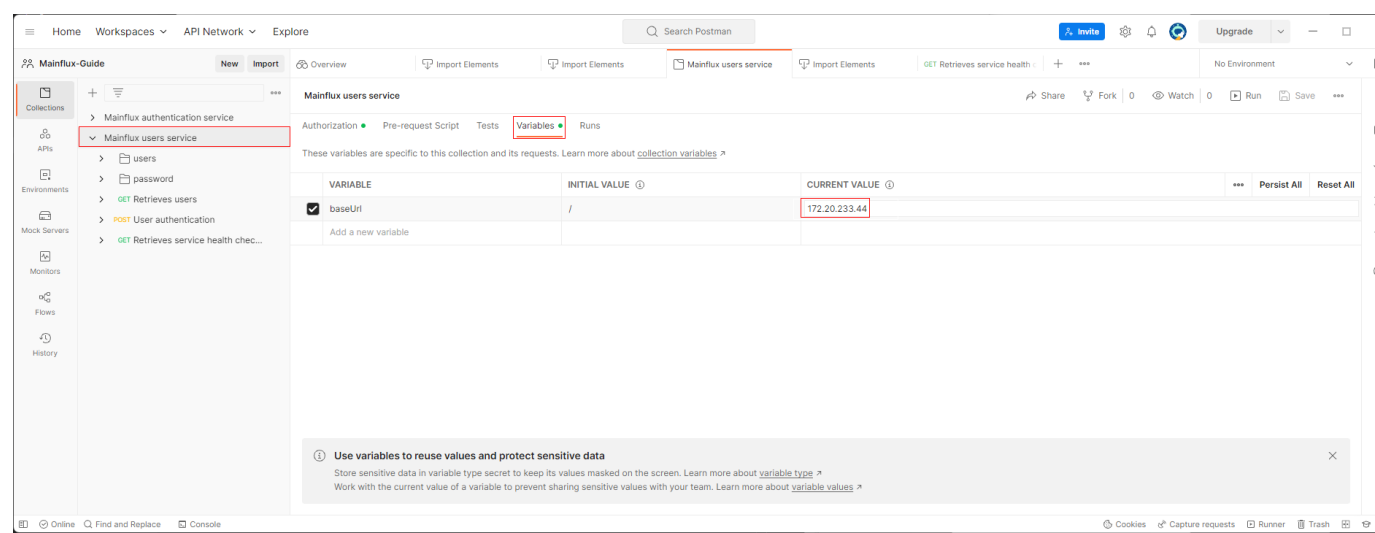 Home Workspaces API Network Explore Search Postman Invite Upgrade
Mainflux-Guide New Import Overview Import Elements Import Elements Mainflux users service Import Elements GET Retrieves service health No Environment
Collections
APIs
Environments
Mock Servers
Monitors
Flows
History
Mainflux authentication service
Mainflux users service
users
password
GET Retrieves users
POST User authentication
GET Retrieves service health chec...
Mainflux users service Share Fork 0 Watch 0 Run Save
Authorization Pre-request Script Tests Variables Runs
These variables are specific to this collection and its requests. Learn more about collection variables ↗
VARIABLE INITIAL VALUE CURRENT VALUE Persist All Reset All
baseUrl / 172.20.233.44
Add a new variable
Use variables to reuse values and protect sensitive data
Store sensitive data in variable type secret to keep its values masked on the screen. Learn more about variable type ↗
Work with the current value of a variable to prevent sharing sensitive values with your team. Learn more about variable values ↗
Online Find and Replace Console Cookies Capture requests Runner Trash